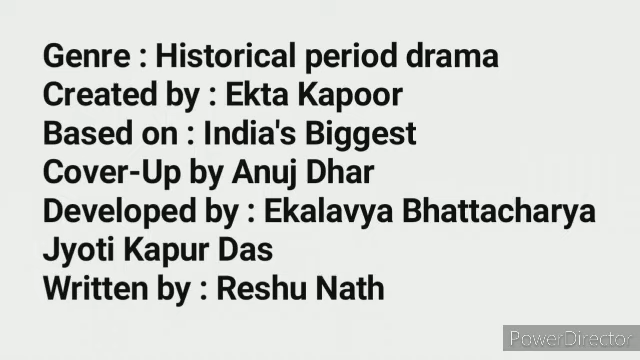 Genre : Historical period drama
Created by : Ekta Kapoor
Based on : India's Biggest
Cover-Up by Anuj Dhar
Developed by : Ekalavya Bhattacharya
Jyoti Kapur Das
Written by : Reshu Nath
PowerDirector